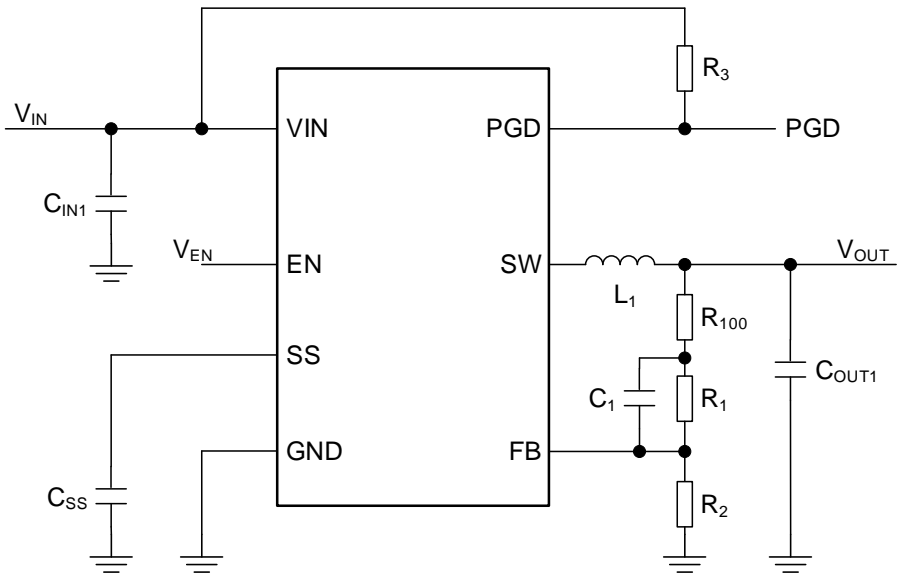 R3
VIN
VIN
PGD
PGD
CIN1
VEN
EN
SW
VOUT
L1
R100
SS
COUT1
C1
R1
GND
FB
CSS
R2